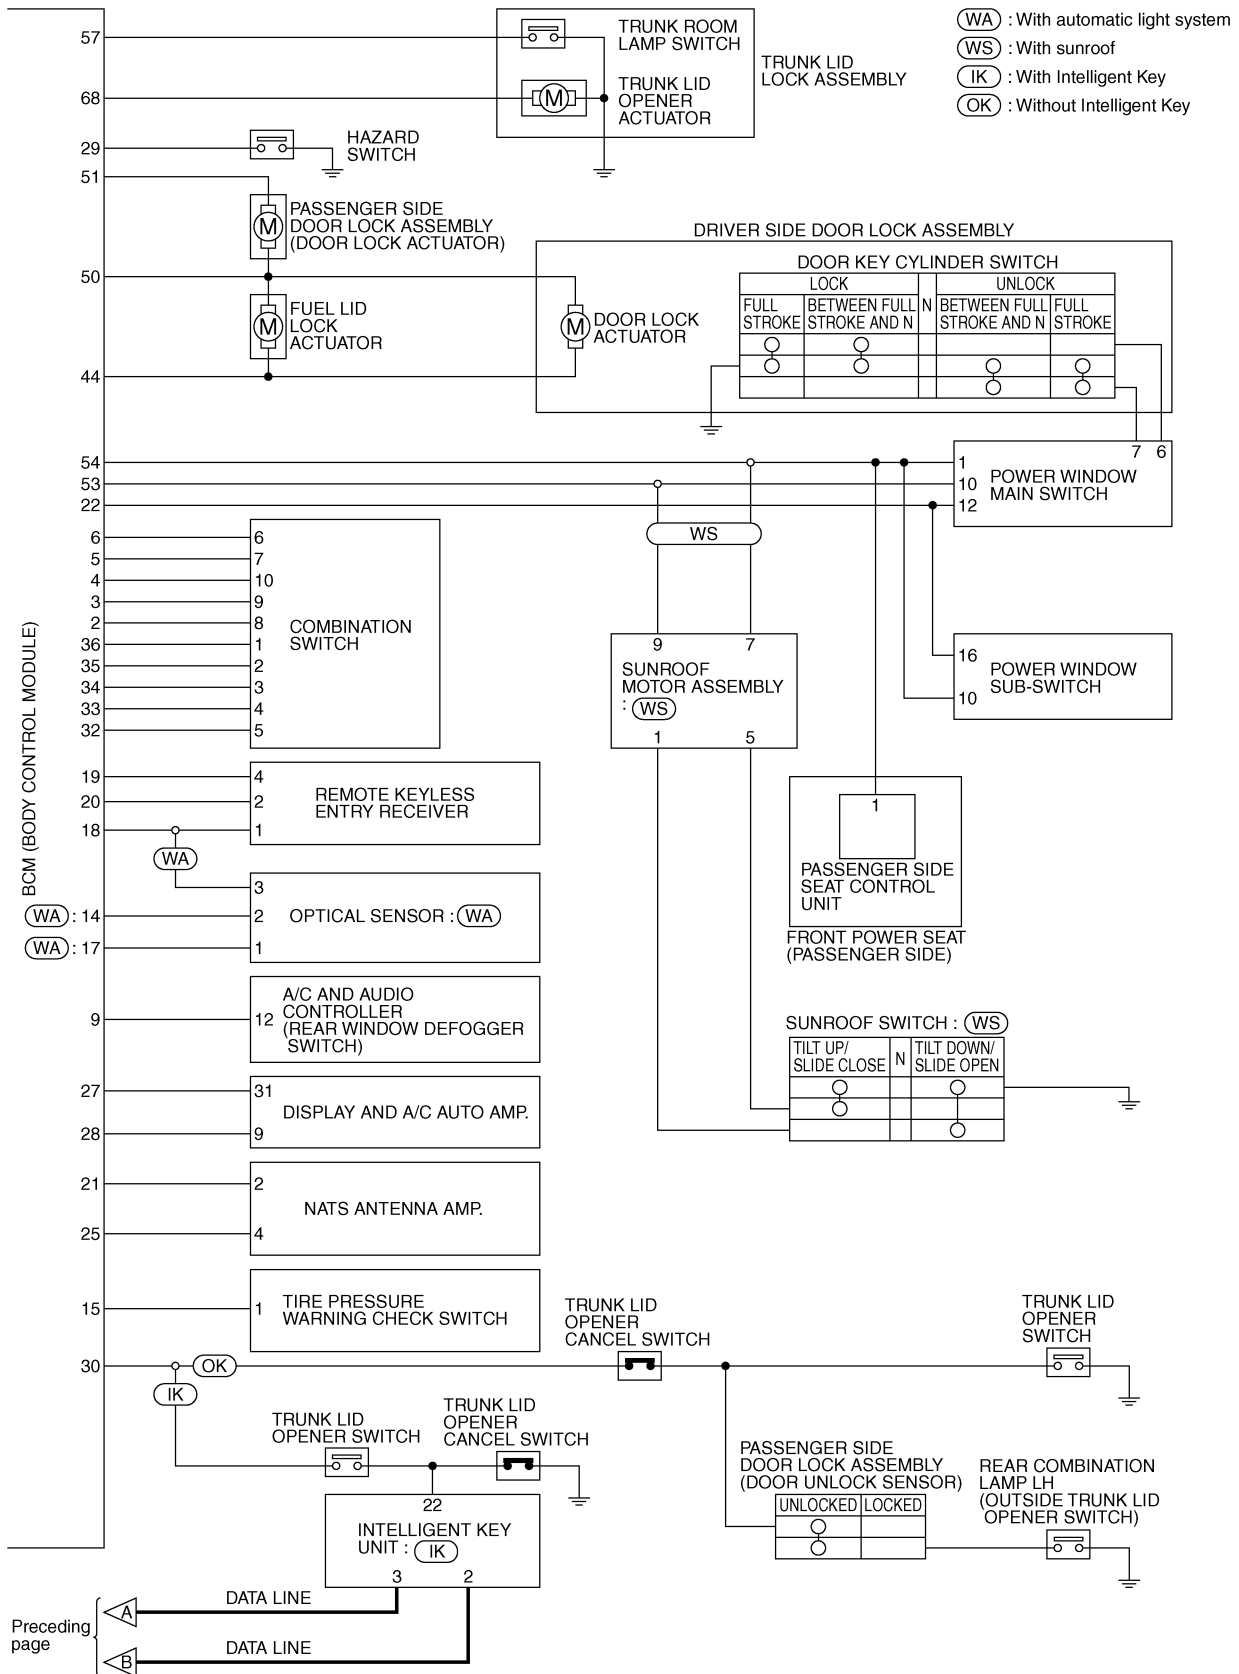 57
TRUNK ROOM
LAMP SWITCH
TRUNK LID
LOCK ASSEMBLY
68
M
TRUNK LID
OPENER
ACTUATOR
WA : With automatic light system
WS : With sunroof
IK : With Intelligent Key
OK : Without Intelligent Key
29
HAZARD
SWITCH
51
M
PASSENGER SIDE
DOOR LOCK ASSEMBLY
(DOOR LOCK ACTUATOR)
50
M
FUEL LID
LOCK
ACTUATOR
M
DOOR LOCK
ACTUATOR
44
DRIVER SIDE DOOR LOCK ASSEMBLY
DOOR KEY CYLINDER SWITCH
LOCK
N
UNLOCK
FULL
STROKE
BETWEEN FULL
STROKE AND N
BETWEEN FULL
STROKE AND N
FULL
STROKE
54
53
22
7 6
1
10
12
POWER WINDOW
MAIN SWITCH
WS
BCM (BODY CONTROL MODULE)
6 6
5 7
4 10
3 9
2 8
36 1
35 2
34 3
33 4
32 5
COMBINATION
SWITCH
9 7
SUNROOF
MOTOR ASSEMBLY
: WS
1 5
16
10
POWER WINDOW
SUB-SWITCH
19 4
20 2
18 1
REMOTE KEYLESS
ENTRY RECEIVER
WA
3
WA : 14 2
WA : 17 1
OPTICAL SENSOR : WA
1
PASSENGER SIDE
SEAT CONTROL
UNIT
FRONT POWER SEAT
(PASSENGER SIDE)
9 12
A/C AND AUDIO
CONTROLLER
(REAR WINDOW DEFOGGER
SWITCH)
SUNROOF SWITCH : WS
TILT UP/
SLIDE CLOSE
N
TILT DOWN/
SLIDE OPEN
27 31
28 9
DISPLAY AND A/C AUTO AMP.
21 2
25 4
NATS ANTENNA AMP.
15 1
TIRE PRESSURE
WARNING CHECK SWITCH
30
OK
IK
TRUNK LID
OPENER
CANCEL SWITCH
TRUNK LID
OPENER
SWITCH
TRUNK LID
OPENER SWITCH
TRUNK LID
OPENER
CANCEL SWITCH
PASSENGER SIDE
DOOR LOCK ASSEMBLY
(DOOR UNLOCK SENSOR)
UNLOCKED LOCKED
REAR COMBINATION
LAMP LH
(OUTSIDE TRUNK LID
OPENER SWITCH)
22
INTELLIGENT KEY
UNIT : IK
3 2
Preceding
page
A
DATA LINE
B
DATA LINE